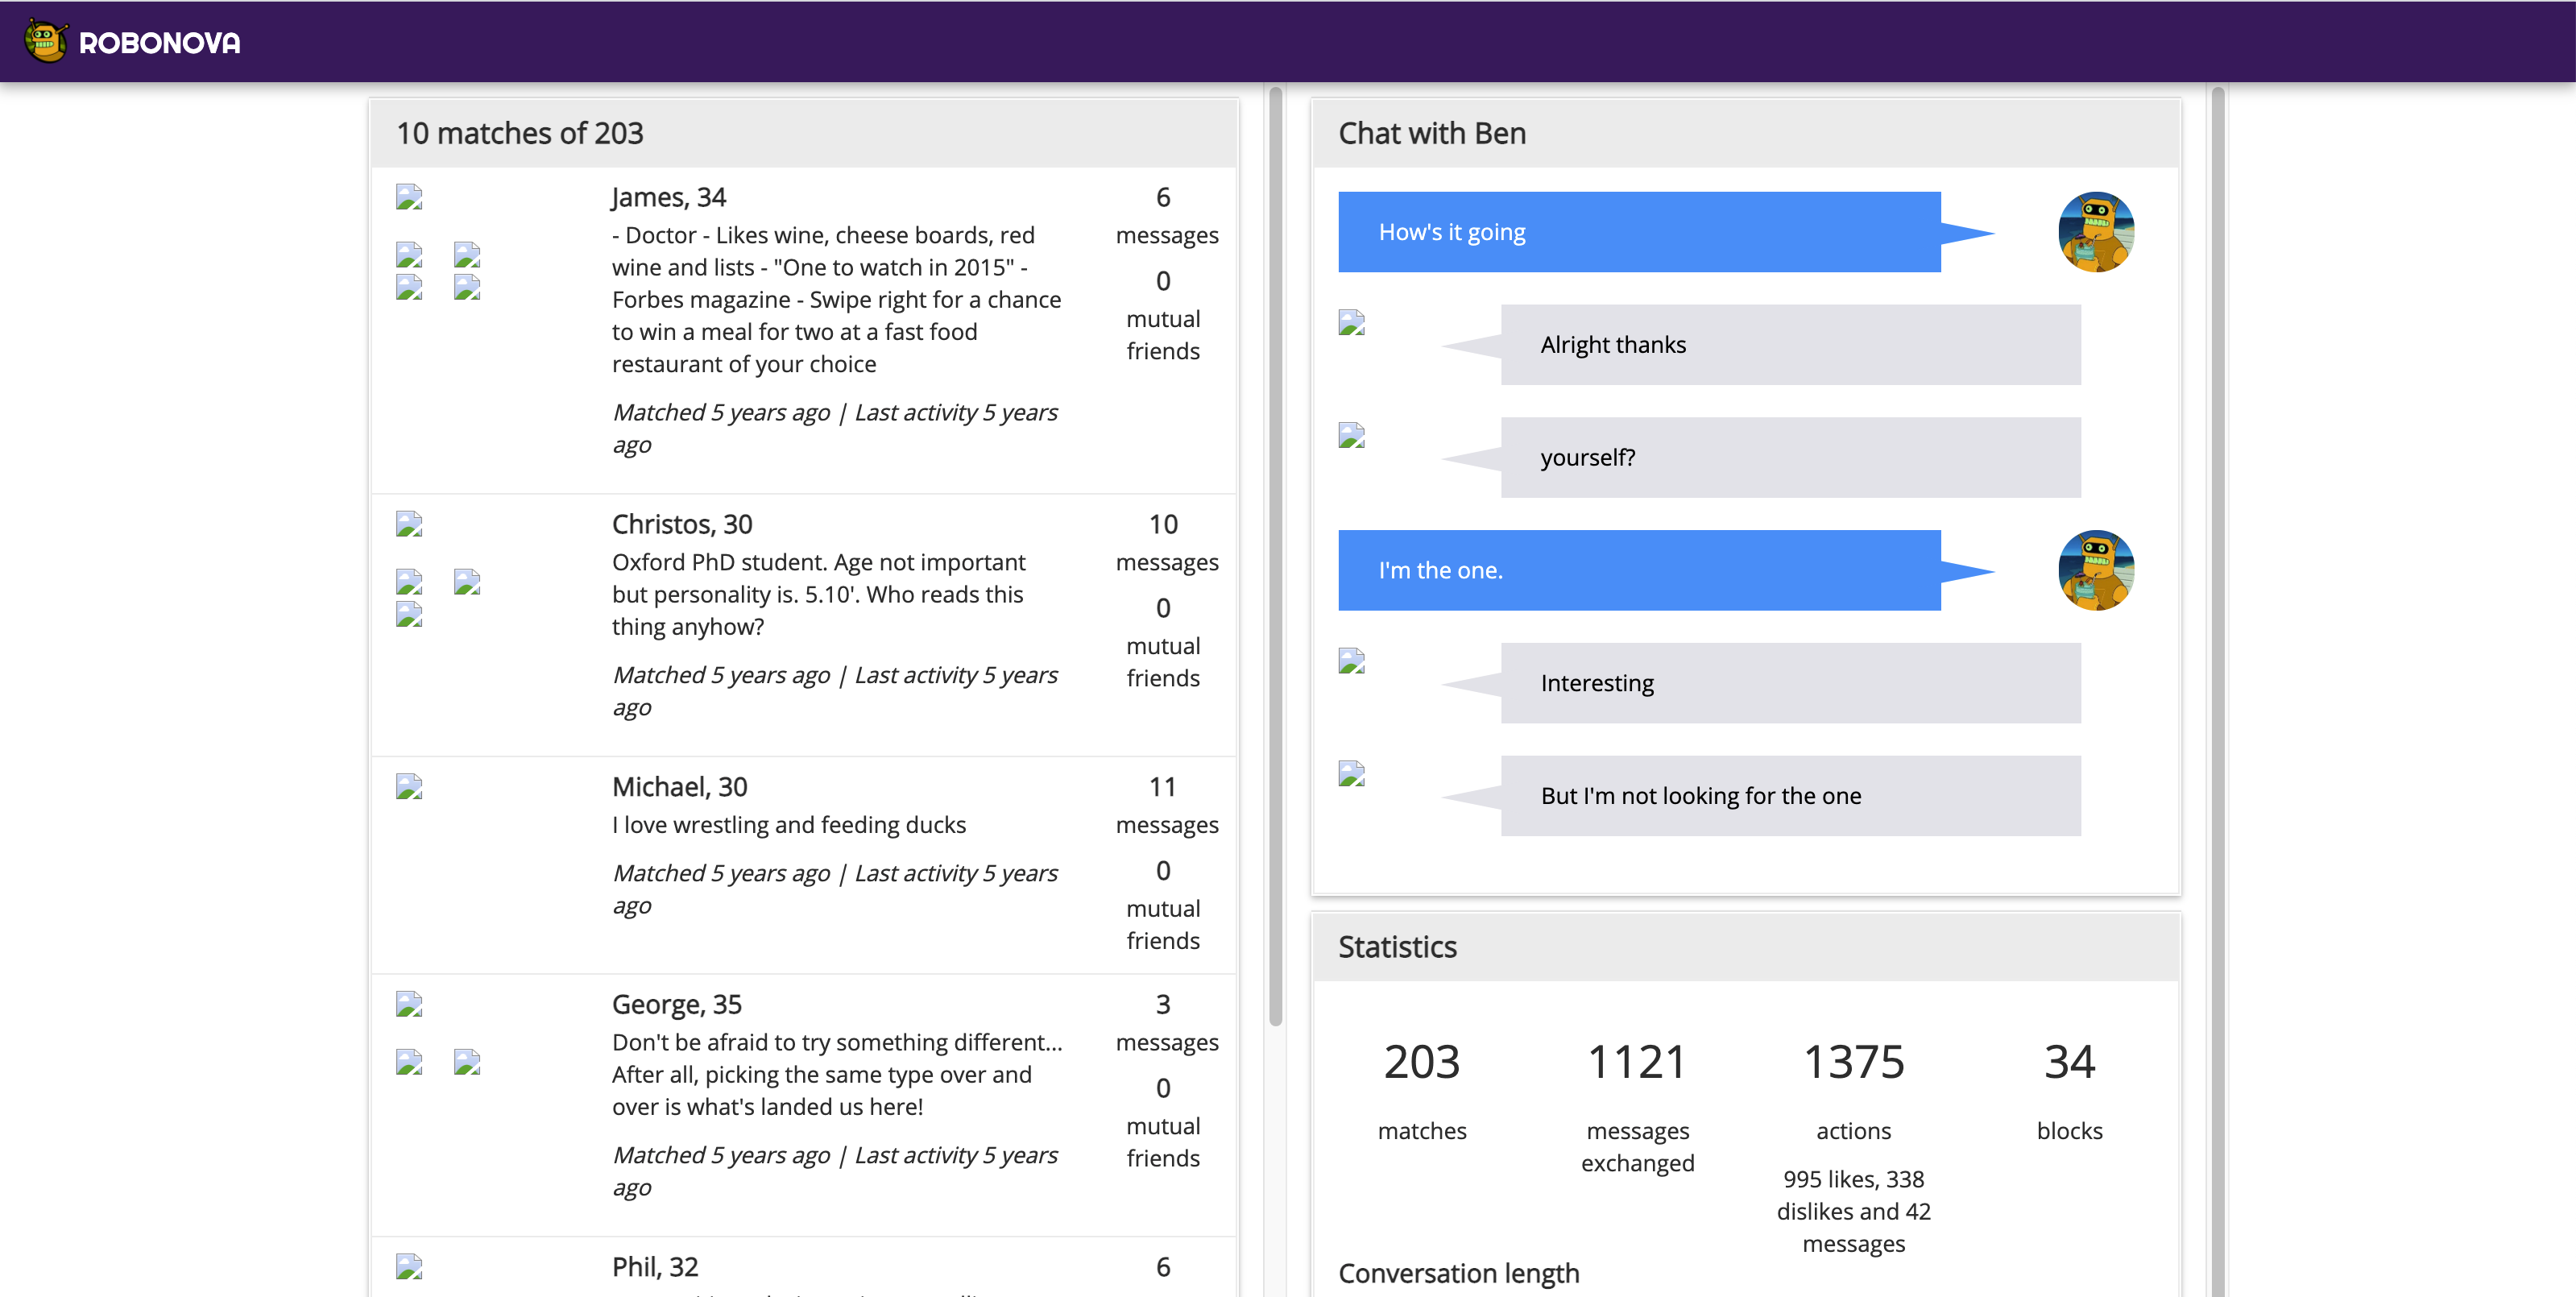 ROBONOVA
10 matches of 203
James, 34
- Doctor - Likes wine, cheese boards, red
wine and lists - "One to watch in 2015" -
Forbes magazine - Swipe right for a chance
to win a meal for two at a fast food
restaurant of your choice
Matched 5 years ago | Last activity 5 years
ago
6
messages
0
mutual
friends
Christos, 30
Oxford PhD student. Age not important
but personality is. 5.10'. Who reads this
thing anyhow?
Matched 5 years ago | Last activity 5 years
ago
10
messages
0
mutual
friends
Michael, 30
I love wrestling and feeding ducks
Matched 5 years ago | Last activity 5 years
ago
11
messages
0
mutual
friends
George, 35
Don't be afraid to try something different...
After all, picking the same type over and
over is what's landed us here!
Matched 5 years ago | Last activity 5 years
ago
3
messages
0
mutual
friends
Phil, 32
6
Chat with Ben
How's it going
Alright thanks
yourself?
I'm the one.
Interesting
But I'm not looking for the one
Statistics
203
matches
1121
messages
exchanged
1375
actions
995 likes, 338
dislikes and 42
messages
34
blocks
Conversation length